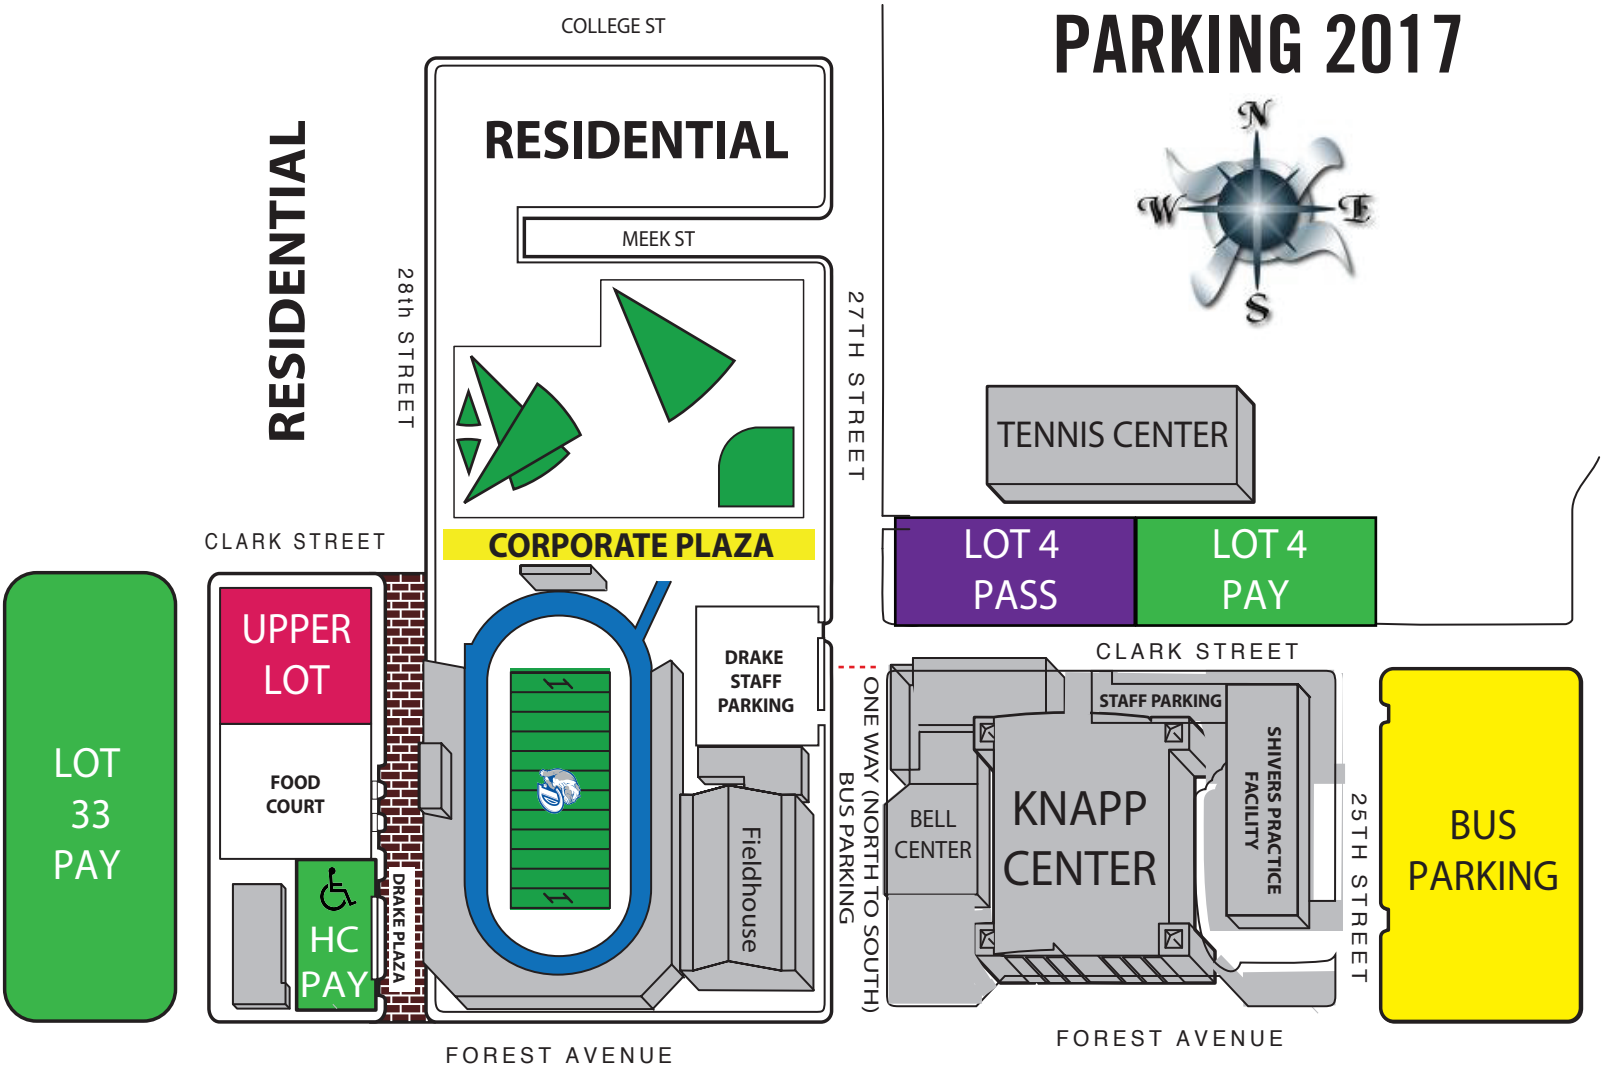 COLLEGE ST
PARKING 2017
N
W
E
S
RESIDENTIAL
RESIDENTIAL
MEEK ST
28th STREET
27TH STREET
TENNIS CENTER
CLARK STREET
CORPORATE PLAZA
LOT 4
PASS
LOT 4
PAY
UPPER
LOT
DRAKE
STAFF
PARKING
CLARK STREET
STAFF PARKING
LOT
33
PAY
FOOD
COURT
1
1
D
Fieldhouse
ONE WAY (NORTH TO SOUTH)
BUS PARKING
BELL
CENTER
KNAPP
CENTER
SHIVERS PRACTICE
FACILITY
25TH STREET
BUS
PARKING
HC
PAY
DRAKE PLAZA
FOREST AVENUE
FOREST AVENUE